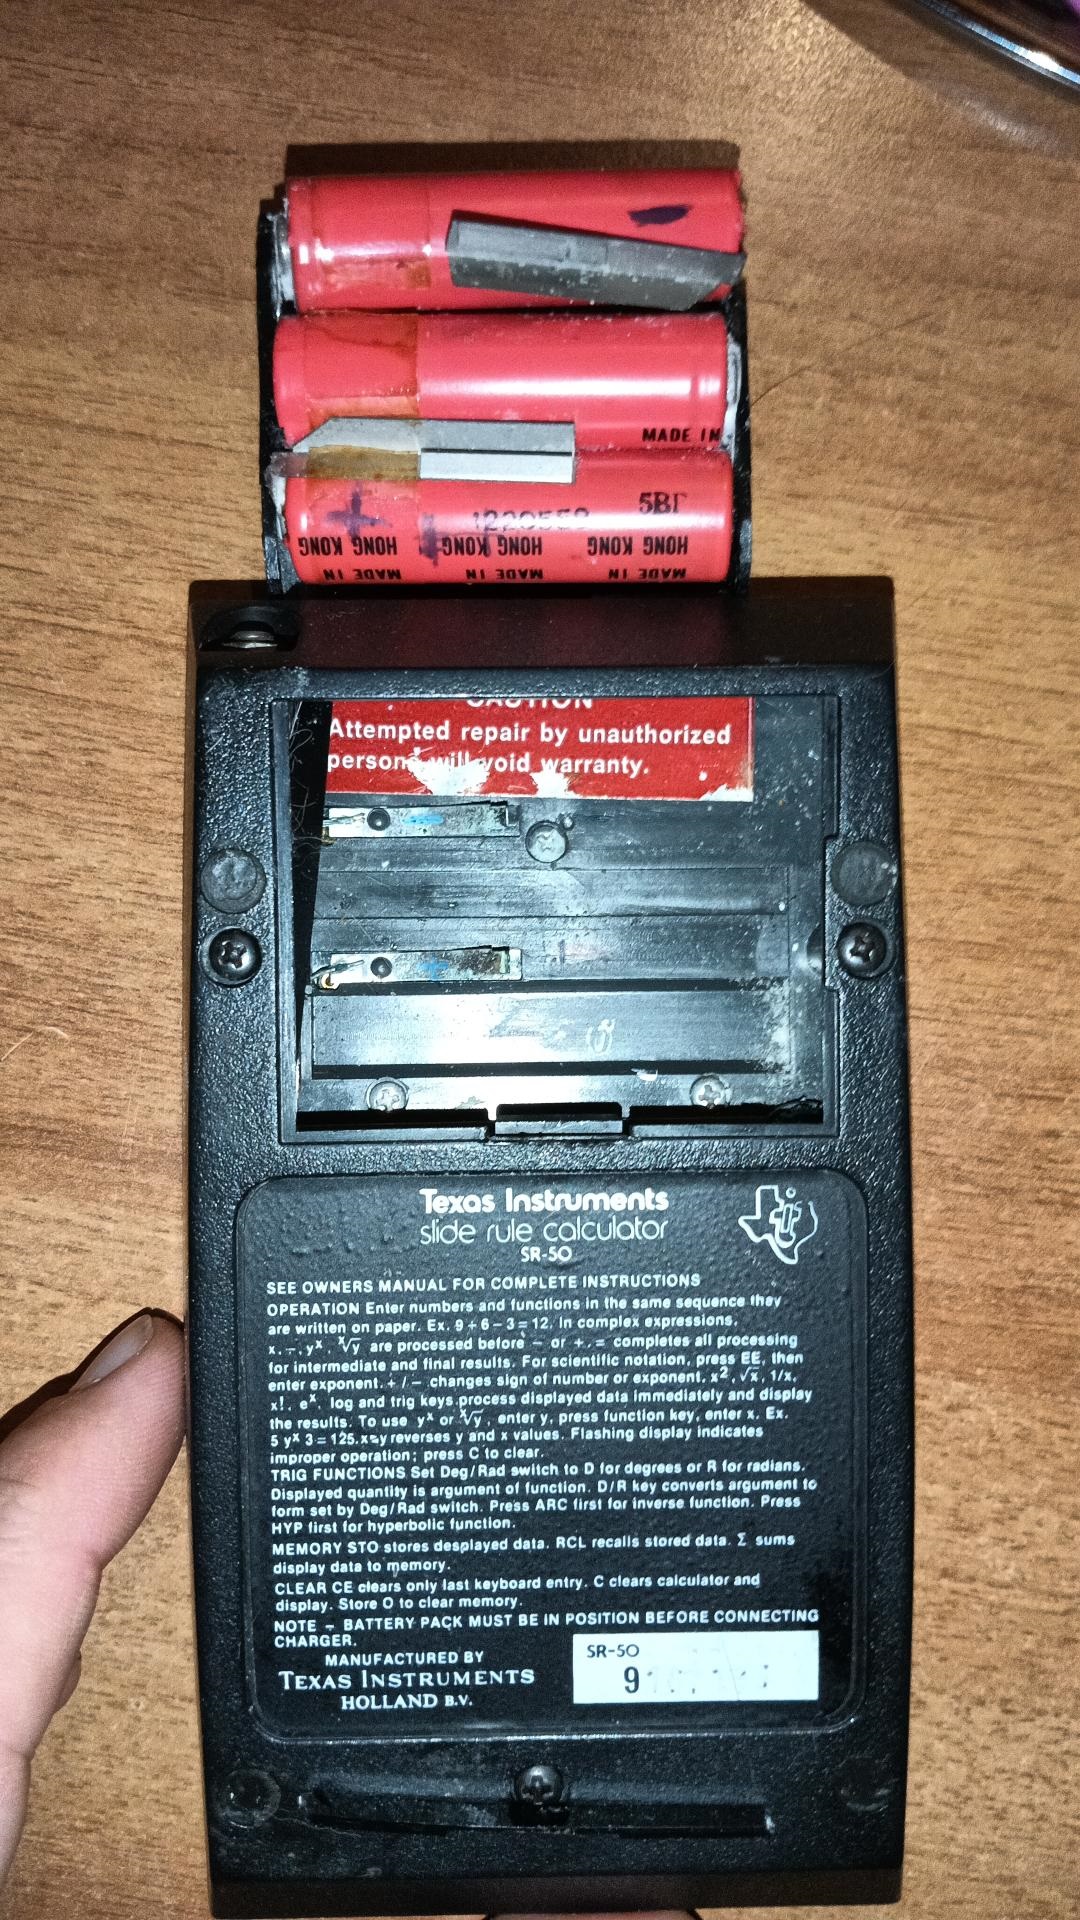 MADE IN
5BF
1220558
HONG KONG HONG KONG HONG KONG
MADE IN MADE IN MADE IN
CAUTION
Attempted repair by unauthorized
persons will void warranty.
Texas Instruments
slide rule calculator
SR-50
SEE OWNERS MANUAL FOR COMPLETE INSTRUCTIONS
OPERATION Enter numbers and functions in the same sequence they
are written on paper. Ex. 9 + 6 – 3 = 12. In complex expressions,
x, –, yˣ, ˣ√y are processed before – or +. = completes all processing
for intermediate and final results. For scientific notation, press EE, then
enter exponent. + / – changes sign of number or exponent. x², √x, 1/x,
x!, eˣ, log and trig keys process displayed data immediately and display
the results. To use yˣ or ˣ√y, enter y, press function key, enter x. Ex.
5 yˣ 3 = 125. x⇄y reverses y and x values. Flashing display indicates
improper operation; press C to clear.
TRIG FUNCTIONS Set Deg/Rad switch to D for degrees or R for radians.
Displayed quantity is argument of function. D/R key converts argument to
form set by Deg/Rad switch. Press ARC first for inverse function. Press
HYP first for hyperbolic function.
MEMORY STO stores desplayed data. RCL recalls stored data. Σ sums
display data to memory.
CLEAR CE clears only last keyboard entry. C clears calculator and
display. Store O to clear memory.
NOTE – BATTERY PACK MUST BE IN POSITION BEFORE CONNECTING
CHARGER.
MANUFACTURED BY
TEXAS INSTRUMENTS
HOLLAND B.V.
SR-50
9